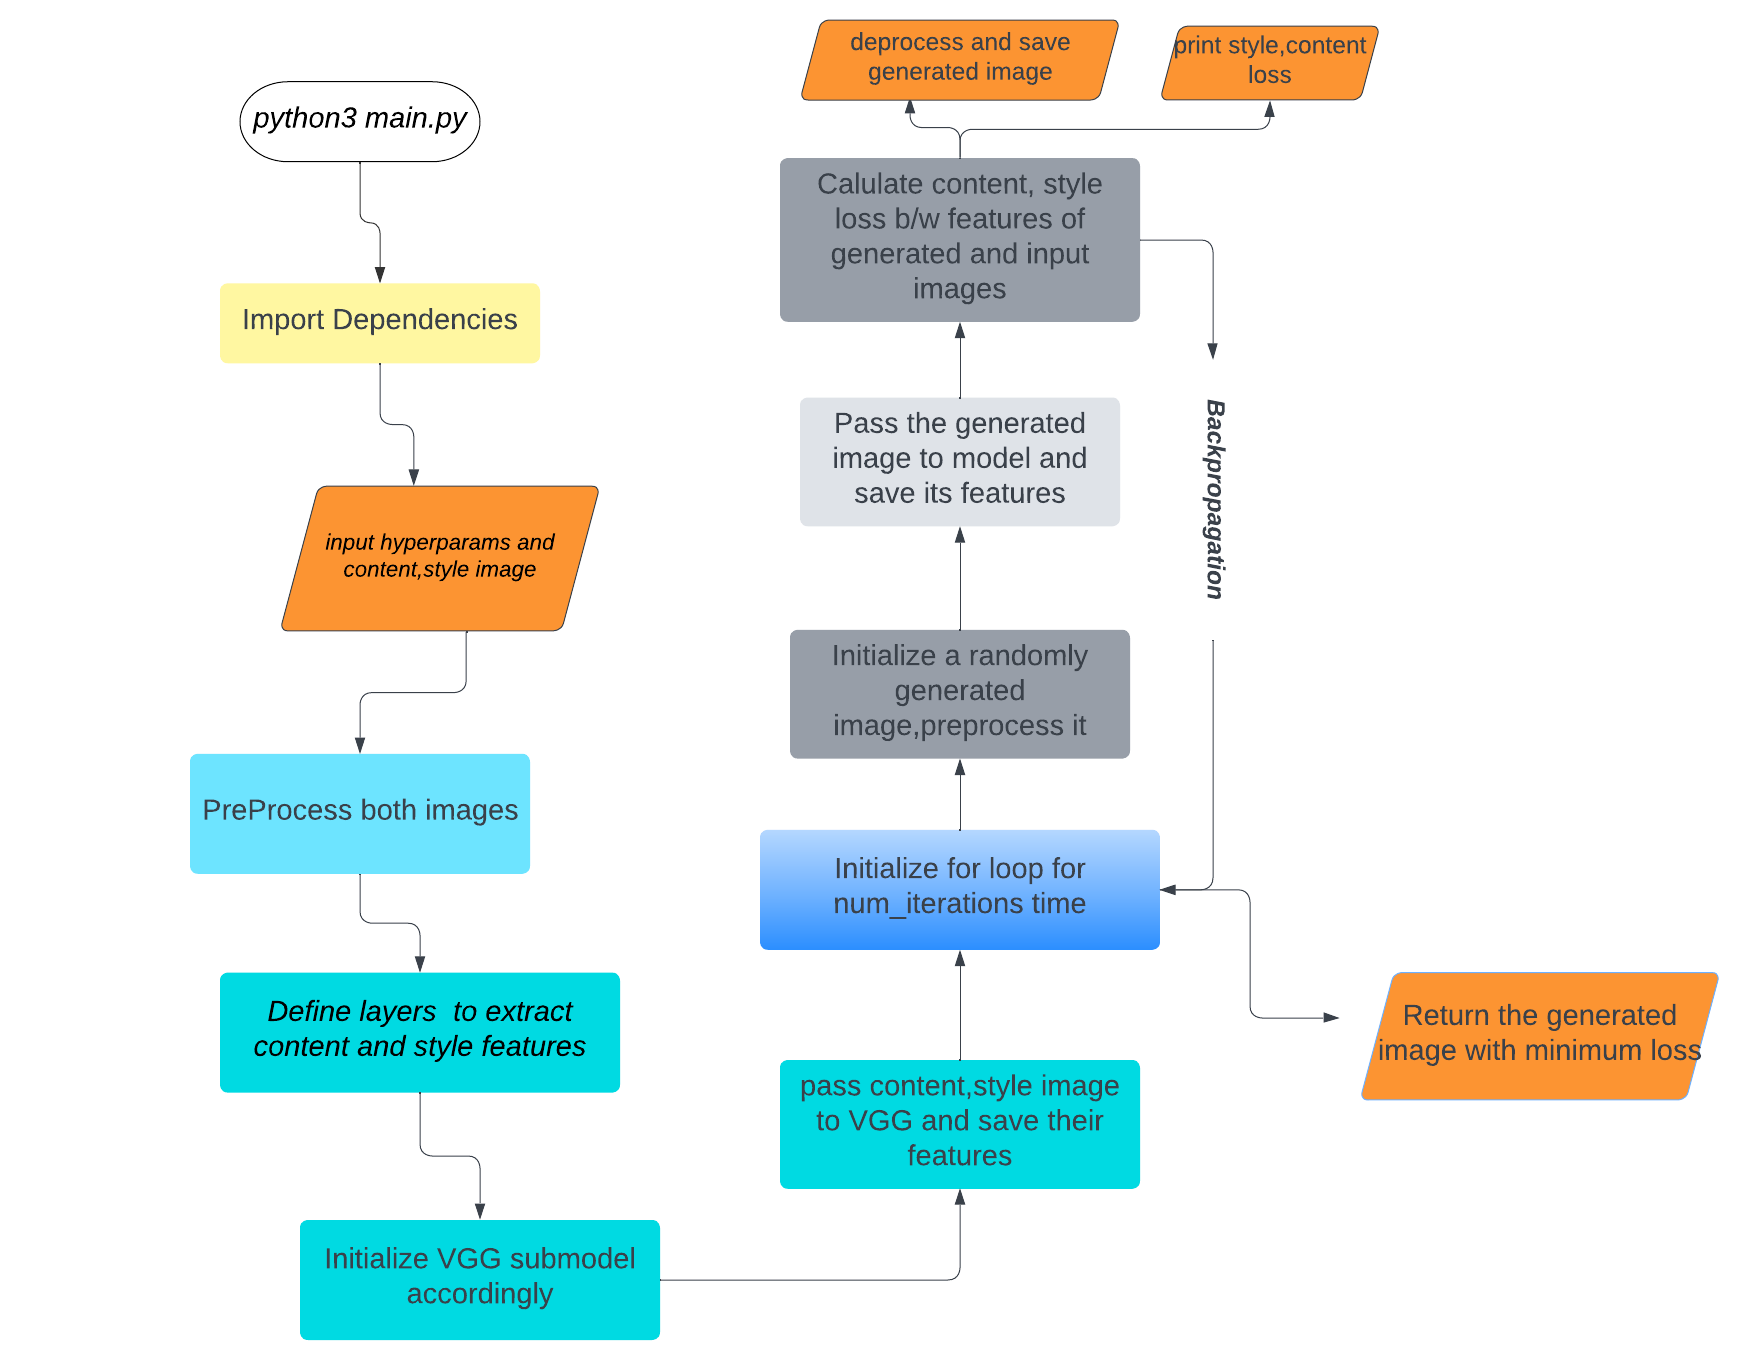 python3 main.py
Import Dependencies
input hyperparams and
content,style image
PreProcess both images
Define layers  to extract
content and style features
Initialize VGG submodel
accordingly
pass content,style image
to VGG and save their
features
Initialize for loop for
num_iterations time
Initialize a randomly
generated
image,preprocess it
Pass the generated
image to model and
save its features
Calulate content, style
loss b/w features of
generated and input
images
deprocess and save
generated image
print style,content
loss
Backpropagation
Return the generated
image with minimum loss